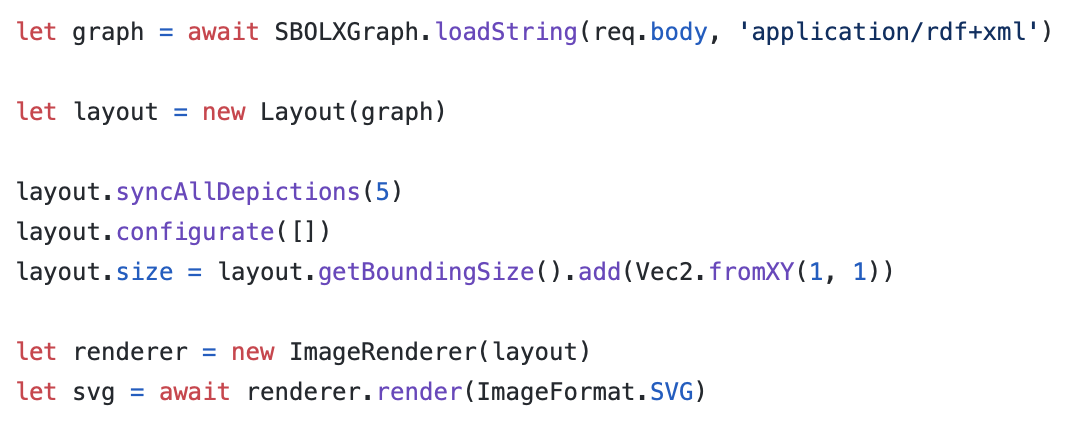 let graph = await SBOLXGraph.loadString(req.body, 'application/rdf+xml')
let layout = new Layout(graph)
layout.syncAllDepictions(5)
layout.configurate([])
layout.size = layout.getBoundingSize().add(Vec2.fromXY(1, 1))
let renderer = new ImageRenderer(layout)
let svg = await renderer.render(ImageFormat.SVG)